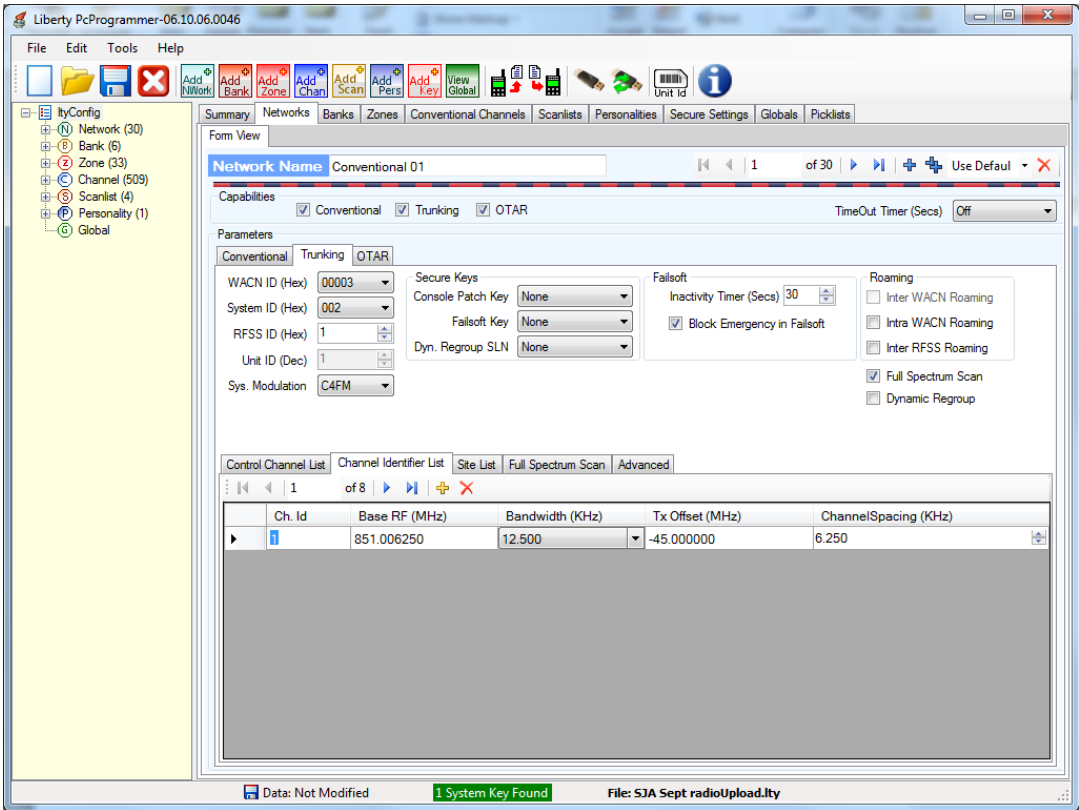 Liberty PcProgrammer-06.10.06.0046
File Edit Tools Help
Add NWork Add Bank Add Zone Add Chan Add Scan Add Pers Add Key View Global Unit Id
ltyConfig
N Network (30)
B Bank (6)
Z Zone (33)
C Channel (509)
S Scanlist (4)
P Personality (1)
G Global
Summary Networks Banks Zones Conventional Channels Scanlists Personalities Secure Settings Globals Picklists
Form View
Network Name Conventional 01 1 of 30 Use Defaul
Capabilities
Conventional Trunking OTAR TimeOut Timer (Secs) Off
Parameters
Conventional Trunking OTAR
WACN ID (Hex) 00003
System ID (Hex) 002
RFSS ID (Hex) 1
Unit ID (Dec) 1
Sys. Modulation C4FM
Secure Keys
Console Patch Key None
Failsoft Key None
Dyn. Regroup SLN None
Failsoft
Inactivity Timer (Secs) 30
Block Emergency in Failsoft
Roaming
Inter WACN Roaming
Intra WACN Roaming
Inter RFSS Roaming
Full Spectrum Scan
Dynamic Regroup
Control Channel List Channel Identifier List Site List Full Spectrum Scan Advanced
1 of 8
Ch. Id Base RF (MHz) Bandwidth (KHz) Tx Offset (MHz) ChannelSpacing (KHz)
1 851.006250 12.500 -45.000000 6.250
Data: Not Modified 1 System Key Found File: SJA Sept radioUpload.lty